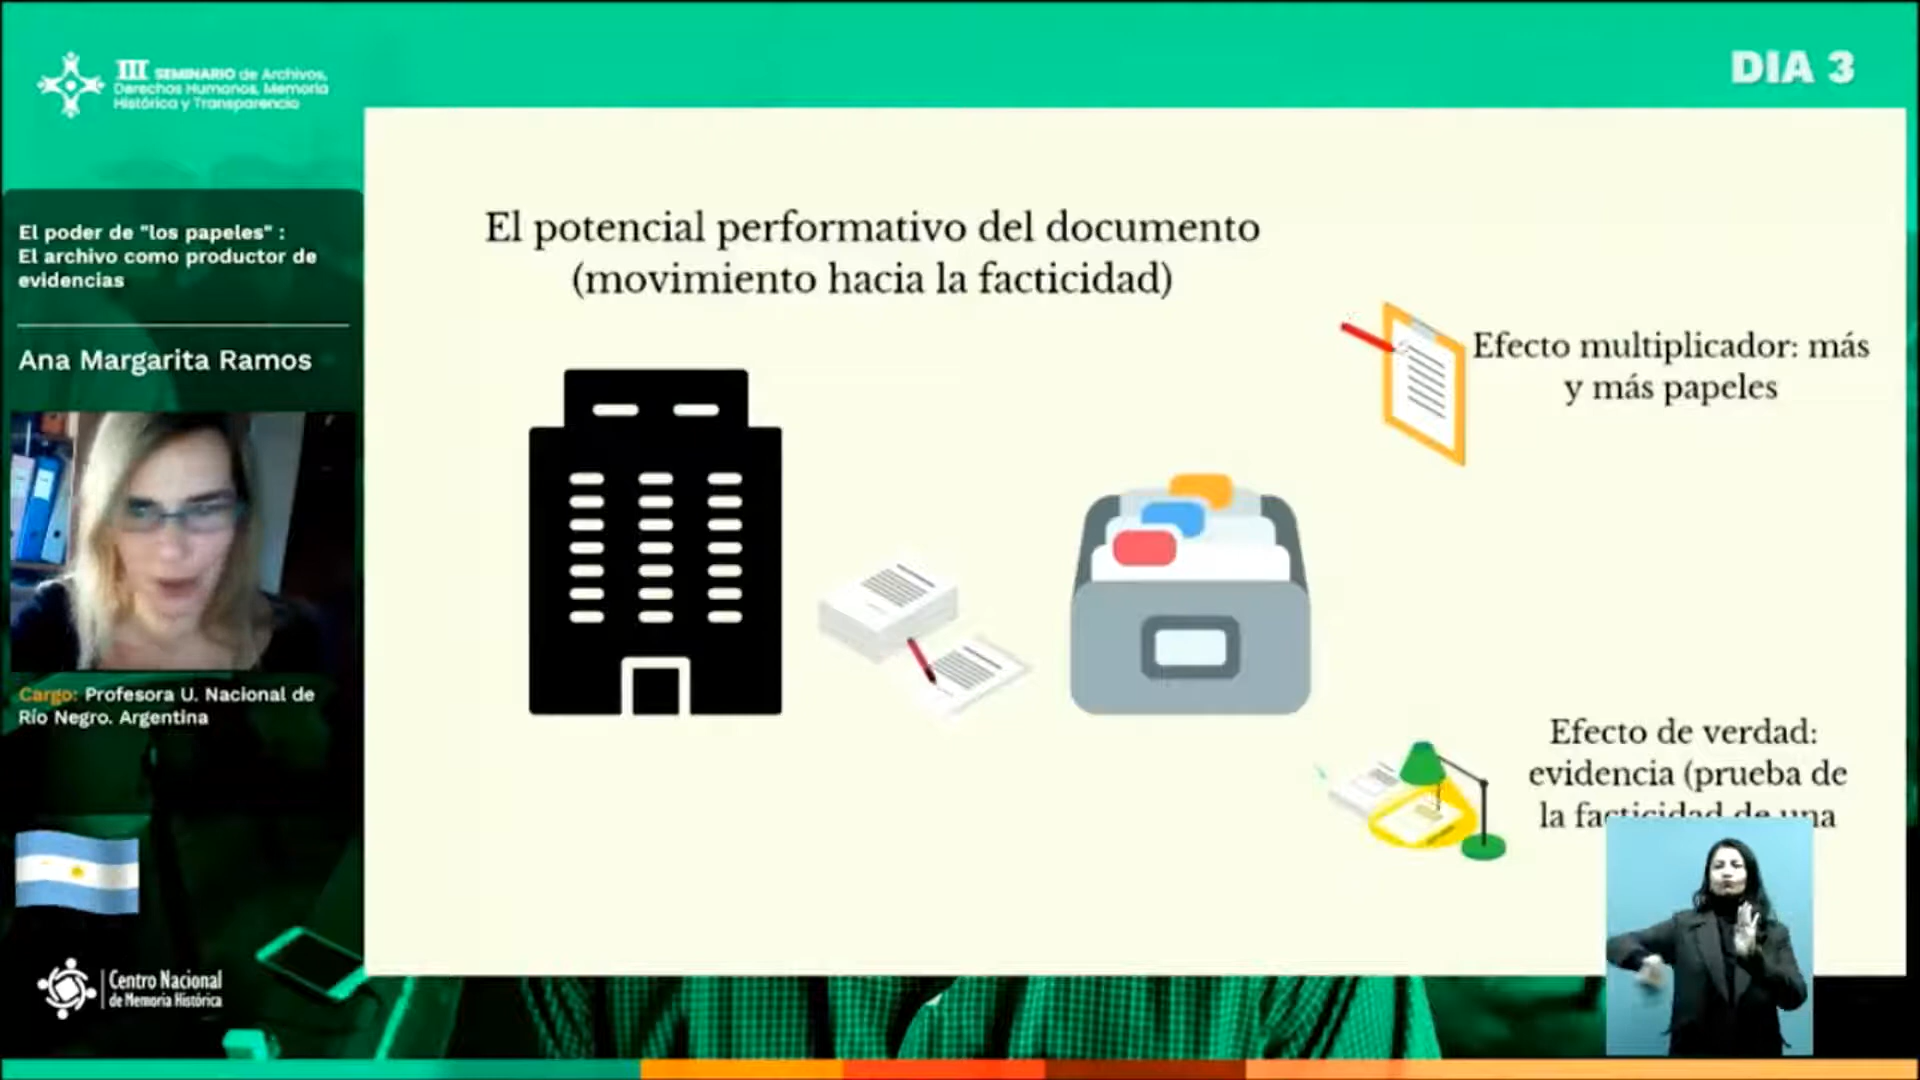 III SEMINARIO de Archivos,
Derechos Humanos, Memoria
Histórica y Transparencia
DIA 3
El poder de "los papeles" :
El archivo como productor de
evidencias
Ana Margarita Ramos
Cargo: Profesora U. Nacional de
Río Negro. Argentina
Centro Nacional
de Memoria Histórica
El potencial performativo del documento
(movimiento hacia la facticidad)
Efecto multiplicador: más
y más papeles
Efecto de verdad:
evidencia (prueba de
la facticidad de una